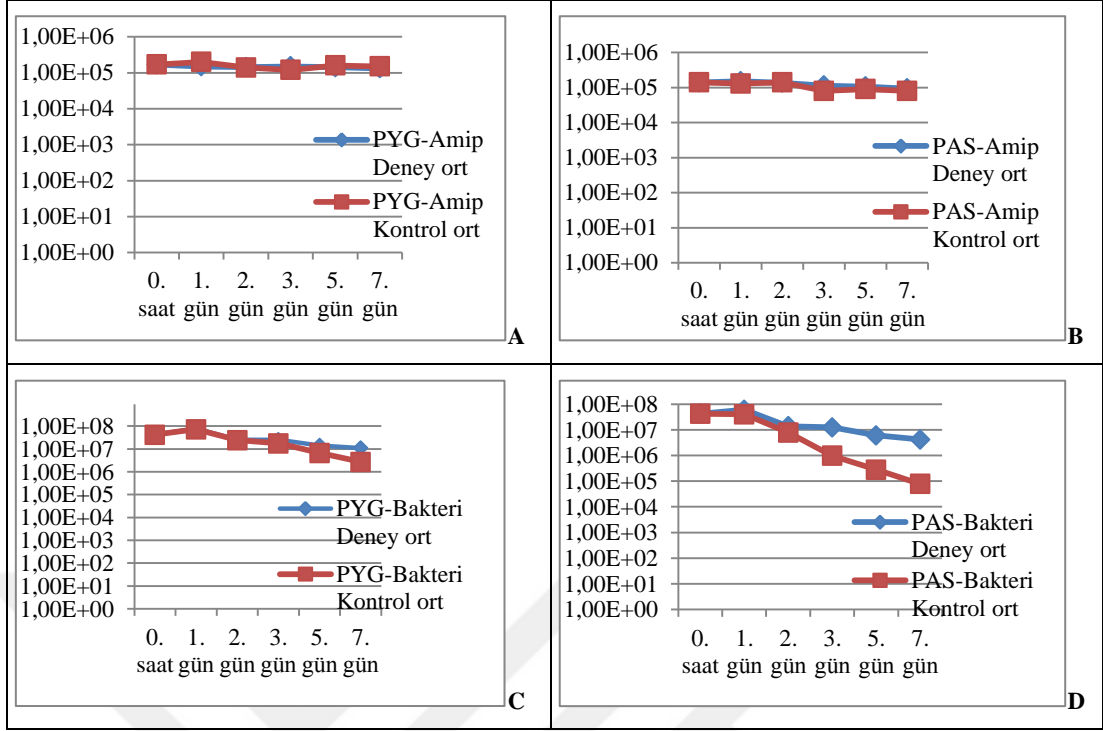 1,00E+06
1,00E+05
1,00E+04
1,00E+03
1,00E+02
1,00E+01
1,00E+00
PYG-Amip
Deney ort
PYG-Amip
Kontrol ort
0. 1. 2. 3. 5. 7.
saat gün gün gün gün gün
A
1,00E+06
1,00E+05
1,00E+04
1,00E+03
1,00E+02
1,00E+01
1,00E+00
PAS-Amip
Deney ort
PAS-Amip
Kontrol ort
0. 1. 2. 3. 5. 7.
saat gün gün gün gün gün
B
1,00E+08
1,00E+07
1,00E+06
1,00E+05
1,00E+04
1,00E+03
1,00E+02
1,00E+01
1,00E+00
PYG-Bakteri
Deney ort
PYG-Bakteri
Kontrol ort
0. 1. 2. 3. 5. 7.
saat gün gün gün gün gün
C
1,00E+08
1,00E+07
1,00E+06
1,00E+05
1,00E+04
1,00E+03
1,00E+02
1,00E+01
1,00E+00
PAS-Bakteri
Deney ort
PAS-Bakteri
Kontrol ort
0. 1. 2. 3. 5. 7.
saat gün gün gün gün gün
D